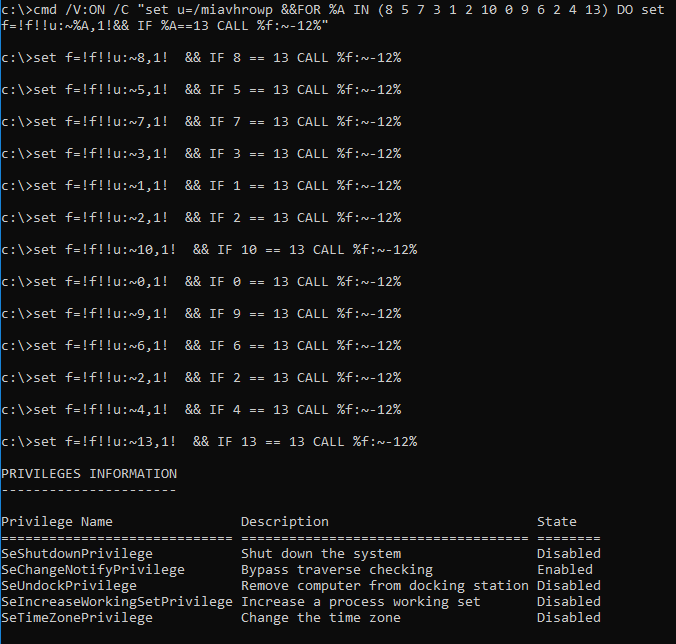 c:\>cmd /V:ON /C "set u=/miavhrowp &&FOR %A IN (8 5 7 3 1 2 10 0 9 6 2 4 13) DO set
f=!f!!u:~%A,1!&& IF %A==13 CALL %f:~-12%"
c:\>set f=!f!!u:~8,1!  && IF 8 == 13 CALL %f:~-12%
c:\>set f=!f!!u:~5,1!  && IF 5 == 13 CALL %f:~-12%
c:\>set f=!f!!u:~7,1!  && IF 7 == 13 CALL %f:~-12%
c:\>set f=!f!!u:~3,1!  && IF 3 == 13 CALL %f:~-12%
c:\>set f=!f!!u:~1,1!  && IF 1 == 13 CALL %f:~-12%
c:\>set f=!f!!u:~2,1!  && IF 2 == 13 CALL %f:~-12%
c:\>set f=!f!!u:~10,1!  && IF 10 == 13 CALL %f:~-12%
c:\>set f=!f!!u:~0,1!  && IF 0 == 13 CALL %f:~-12%
c:\>set f=!f!!u:~9,1!  && IF 9 == 13 CALL %f:~-12%
c:\>set f=!f!!u:~6,1!  && IF 6 == 13 CALL %f:~-12%
c:\>set f=!f!!u:~2,1!  && IF 2 == 13 CALL %f:~-12%
c:\>set f=!f!!u:~4,1!  && IF 4 == 13 CALL %f:~-12%
c:\>set f=!f!!u:~13,1!  && IF 13 == 13 CALL %f:~-12%
PRIVILEGES INFORMATION
----------------------
Privilege Name                Description                          State
============================= ==================================== ========
SeShutdownPrivilege           Shut down the system                 Disabled
SeChangeNotifyPrivilege       Bypass traverse checking             Enabled
SeUndockPrivilege             Remove computer from docking station Disabled
SeIncreaseWorkingSetPrivilege Increase a process working set       Disabled
SeTimeZonePrivilege           Change the time zone                 Disabled